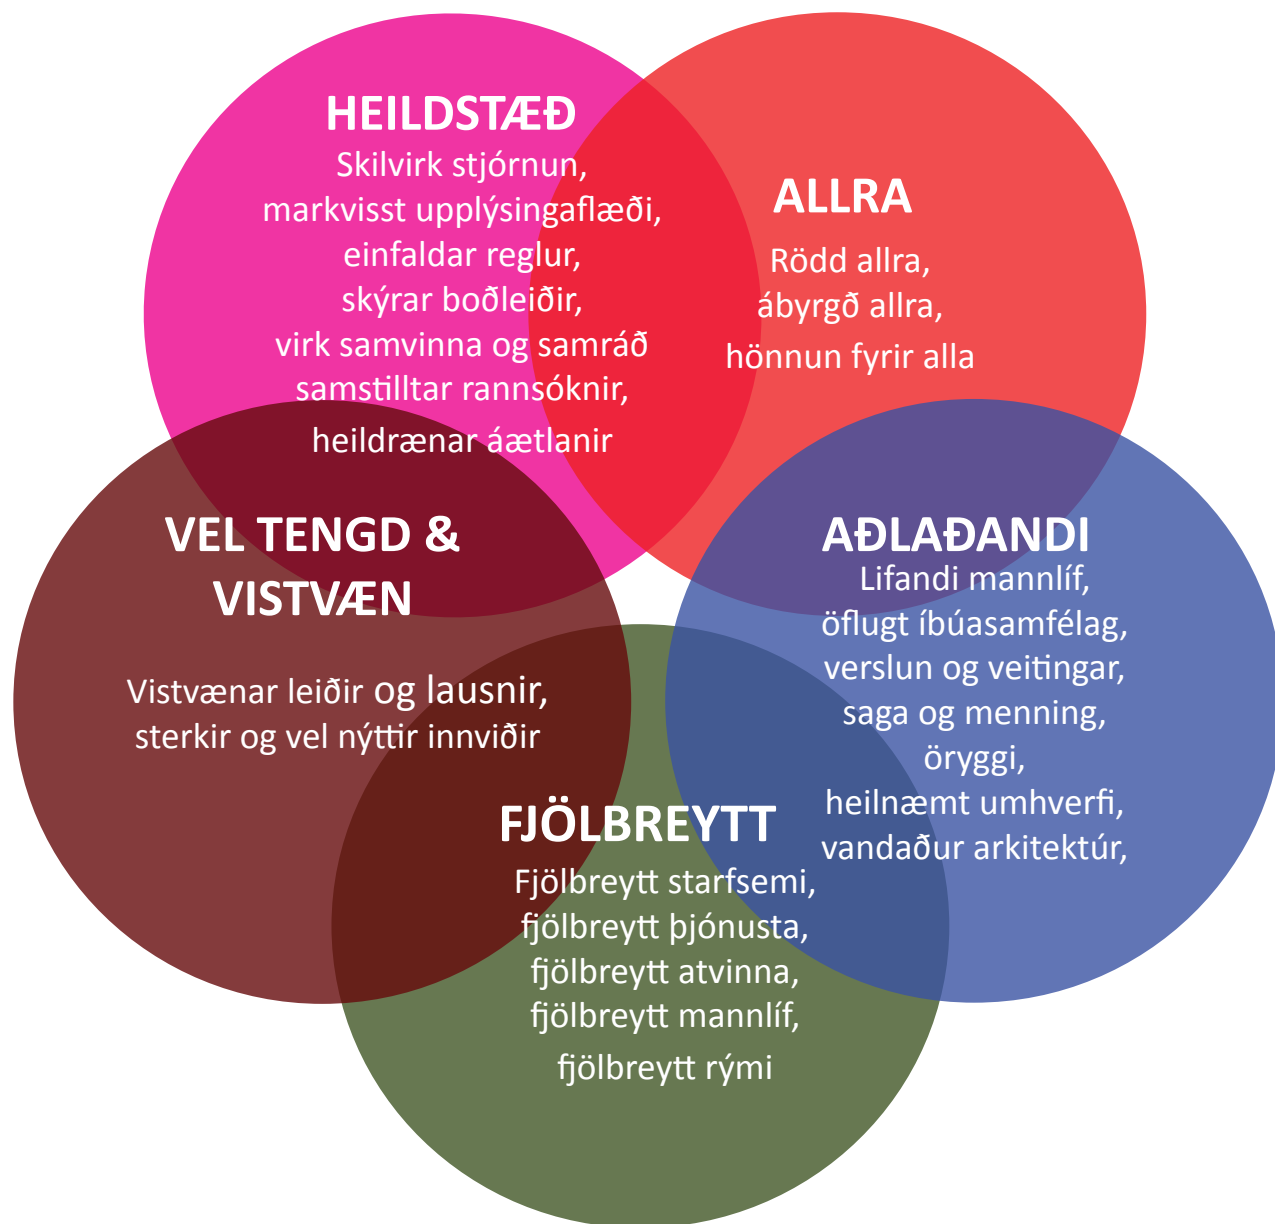 HEILDSTÆÐ
Skilvirk stjórnun,
markvisst upplýsingaflæði,
einfaldar reglur,
skýrar boðleiðir,
virk samvinna og samráð
samstilltar rannsóknir,
heildrænar áætlanir
ALLRA
Rödd allra,
ábyrgð allra,
hönnun fyrir alla
VEL TENGD &
VISTVÆN
Vistvænar leiðir og lausnir,
sterkir og vel nýttir innviðir
AÐLAÐANDI
Lifandi mannlíf,
öflugt íbúasamfélag,
verslun og veitingar,
saga og menning,
öryggi,
heilnæmt umhverfi,
vandaður arkitektúr,
FJÖLBREYTT
Fjölbreytt starfsemi,
fjölbreytt þjónusta,
fjölbreytt atvinna,
fjölbreytt mannlíf,
fjölbreytt rými